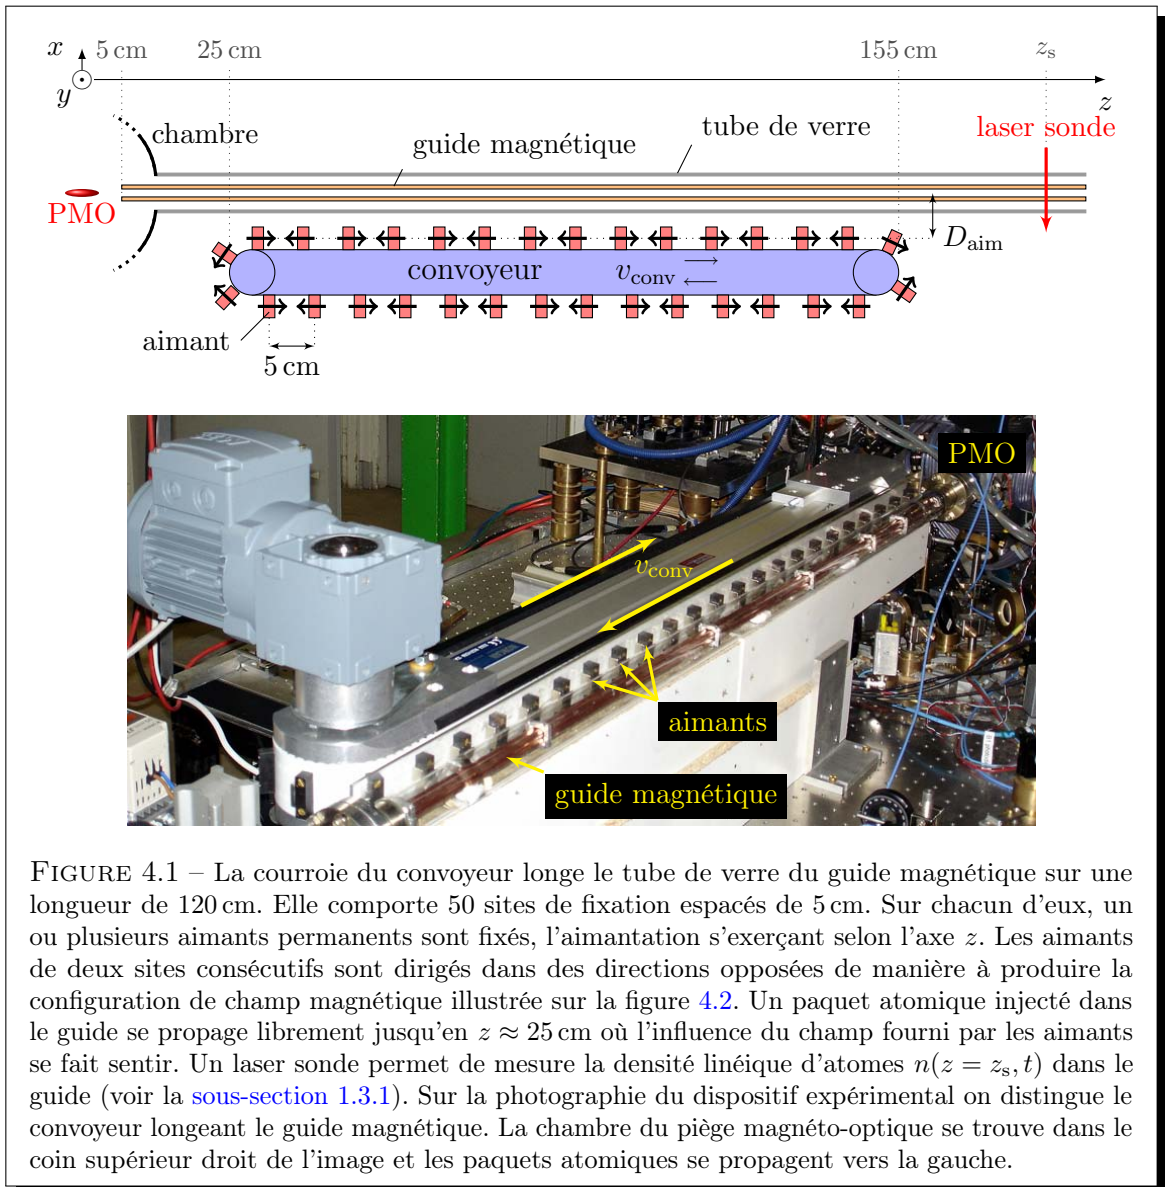 x 5 cm 25 cm 155 cm zs
y z
chambre tube de verre laser sonde
guide magnétique
PMO
Daim
convoyeur vconv
aimant
5 cm
PMO
vconv
aimants
guide magnétique
FIGURE 4.1 – La courroie du convoyeur longe le tube de verre du guide magnétique sur une
longueur de 120 cm. Elle comporte 50 sites de fixation espacés de 5 cm. Sur chacun d'eux, un
ou plusieurs aimants permanents sont fixés, l'aimantation s'exerçant selon l'axe z. Les aimants
de deux sites consécutifs sont dirigés dans des directions opposées de manière à produire la
configuration de champ magnétique illustrée sur la figure 4.2. Un paquet atomique injecté dans
le guide se propage librement jusqu'en z ≈ 25 cm où l'influence du champ fourni par les aimants
se fait sentir. Un laser sonde permet de mesure la densité linéique d'atomes n(z = zs, t) dans le
guide (voir la sous-section 1.3.1). Sur la photographie du dispositif expérimental on distingue le
convoyeur longeant le guide magnétique. La chambre du piège magnéto-optique se trouve dans le
coin supérieur droit de l'image et les paquets atomiques se propagent vers la gauche.